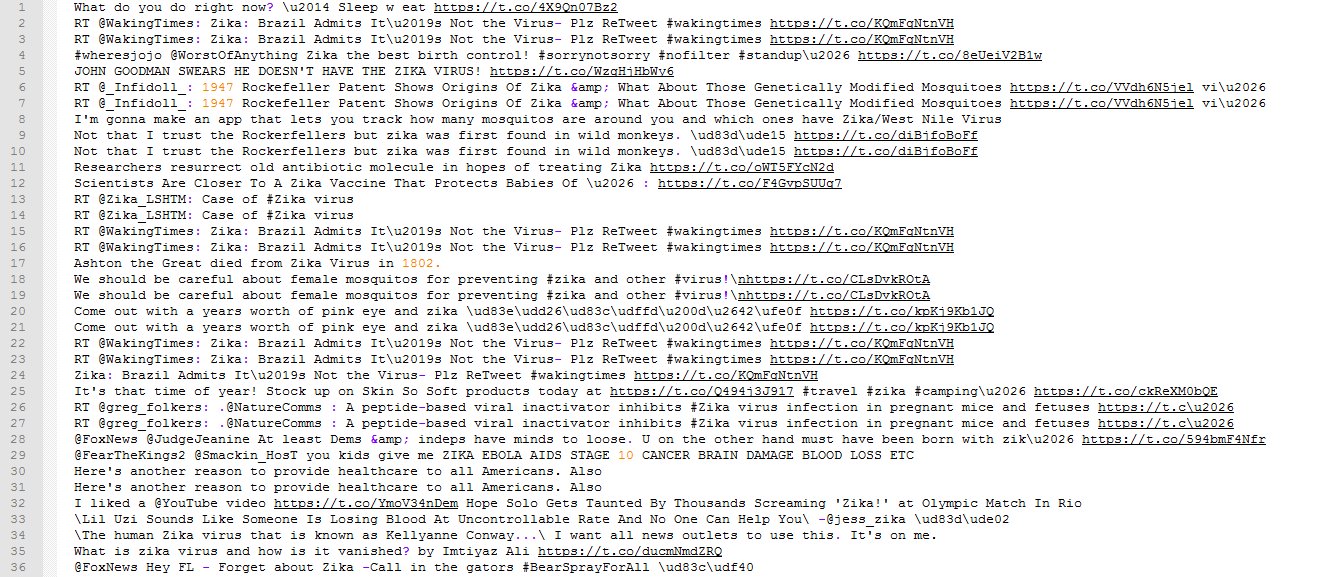 1 What do you do right now? \u2014 Sleep w eat https://t.co/4X9Qn07Bz2
2 RT @WakingTimes: Zika: Brazil Admits It\u2019s Not the Virus- Plz ReTweet #wakingtimes https://t.co/KQmFqNtnVH
3 RT @WakingTimes: Zika: Brazil Admits It\u2019s Not the Virus- Plz ReTweet #wakingtimes https://t.co/KQmFqNtnVH
4 #wheresjojo @WorstOfAnything Zika the best birth control! #sorrynotsorry #nofilter #standup\u2026 https://t.co/8eUeiV2B1w
5 JOHN GOODMAN SWEARS HE DOESN'T HAVE THE ZIKA VIRUS! https://t.co/WzqHjHbWy6
6 RT @_Infidoll_: 1947 Rockefeller Patent Shows Origins Of Zika &amp; What About Those Genetically Modified Mosquitoes https://t.co/VVdh6N5jel vi\u2026
7 RT @_Infidoll_: 1947 Rockefeller Patent Shows Origins Of Zika &amp; What About Those Genetically Modified Mosquitoes https://t.co/VVdh6N5jel vi\u2026
8 I'm gonna make an app that lets you track how many mosquitos are around you and which ones have Zika/West Nile Virus
9 Not that I trust the Rockerfellers but zika was first found in wild monkeys. \ud83d\ude15 https://t.co/diBjfoBoFf
10 Not that I trust the Rockerfellers but zika was first found in wild monkeys. \ud83d\ude15 https://t.co/diBjfoBoFf
11 Researchers resurrect old antibiotic molecule in hopes of treating Zika https://t.co/oWT5FYcN2d
12 Scientists Are Closer To A Zika Vaccine That Protects Babies Of \u2026 : https://t.co/F4GvpSUUq7
13 RT @Zika_LSHTM: Case of #Zika virus
14 RT @Zika_LSHTM: Case of #Zika virus
15 RT @WakingTimes: Zika: Brazil Admits It\u2019s Not the Virus- Plz ReTweet #wakingtimes https://t.co/KQmFqNtnVH
16 RT @WakingTimes: Zika: Brazil Admits It\u2019s Not the Virus- Plz ReTweet #wakingtimes https://t.co/KQmFqNtnVH
17 Ashton the Great died from Zika Virus in 1802.
18 We should be careful about female mosquitos for preventing #zika and other #virus!\nhttps://t.co/CLsDvkROtA
19 We should be careful about female mosquitos for preventing #zika and other #virus!\nhttps://t.co/CLsDvkROtA
20 Come out with a years worth of pink eye and zika \ud83e\udd26\ud83c\udffd\u200d\u2642\ufe0f https://t.co/kpKj9Kb1JQ
21 Come out with a years worth of pink eye and zika \ud83e\udd26\ud83c\udffd\u200d\u2642\ufe0f https://t.co/kpKj9Kb1JQ
22 RT @WakingTimes: Zika: Brazil Admits It\u2019s Not the Virus- Plz ReTweet #wakingtimes https://t.co/KQmFqNtnVH
23 RT @WakingTimes: Zika: Brazil Admits It\u2019s Not the Virus- Plz ReTweet #wakingtimes https://t.co/KQmFqNtnVH
24 Zika: Brazil Admits It\u2019s Not the Virus- Plz ReTweet #wakingtimes https://t.co/KQmFqNtnVH
25 It's that time of year! Stock up on Skin So Soft products today at https://t.co/Q494j3J917 #travel #zika #camping\u2026 https://t.co/ckReXM0bQE
26 RT @greg_folkers: .@NatureComms : A peptide-based viral inactivator inhibits #Zika virus infection in pregnant mice and fetuses https://t.c\u2026
27 RT @greg_folkers: .@NatureComms : A peptide-based viral inactivator inhibits #Zika virus infection in pregnant mice and fetuses https://t.c\u2026
28 @FoxNews @JudgeJeanine At least Dems &amp; indeps have minds to loose. U on the other hand must have been born with zik\u2026 https://t.co/594bmF4Nfr
29 @FearTheKings2 @Smackin_HosT you kids give me ZIKA EBOLA AIDS STAGE 10 CANCER BRAIN DAMAGE BLOOD LOSS ETC
30 Here's another reason to provide healthcare to all Americans. Also
31 Here's another reason to provide healthcare to all Americans. Also
32 I liked a @YouTube video https://t.co/YmoV34nDem Hope Solo Gets Taunted By Thousands Screaming 'Zika!' at Olympic Match In Rio
33 \Lil Uzi Sounds Like Someone Is Losing Blood At Uncontrollable Rate And No One Can Help You\ -@jess_zika \ud83d\ude02
34 \The human Zika virus that is known as Kellyanne Conway...\ I want all news outlets to use this. It's on me.
35 What is zika virus and how is it vanished? by Imtiyaz Ali https://t.co/ducmNmdZRQ
36 @FoxNews Hey FL - Forget about Zika -Call in the gators #BearSprayForAll \ud83c\udf40